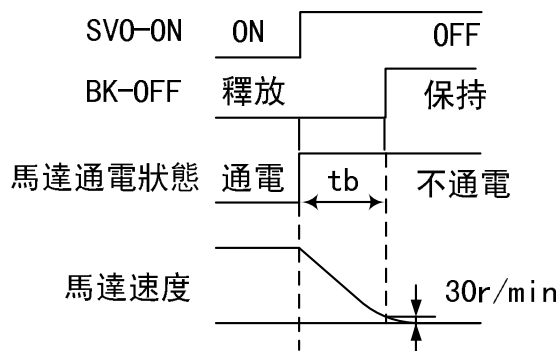 SVO-ON ON OFF
BK-OFF 釋放 保持
馬達通電狀態 通電 tb 不通電
馬達速度 30r/min